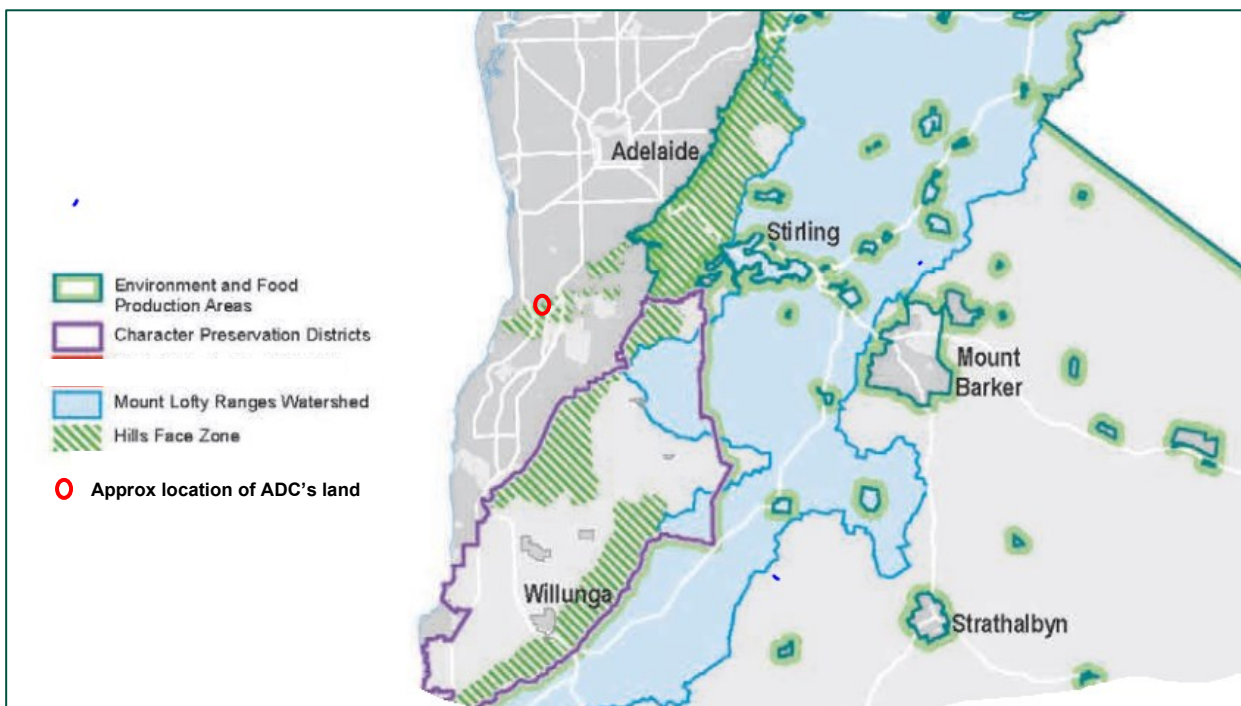 Adelaide
Stirling
Environment and Food
Production Areas
Character Preservation Districts
Mount Lofty Ranges Watershed
Hills Face Zone
Approx location of ADC's land
Mount
Barker
Willunga
Strathalbyn